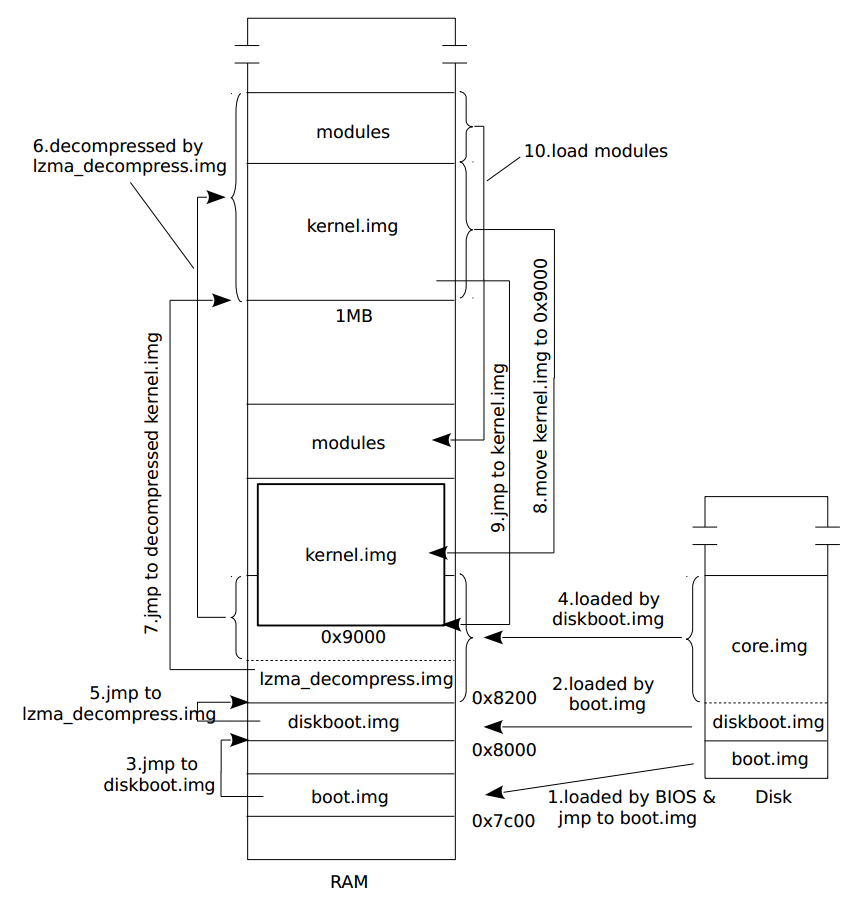 modules
6.decompressed by
lzma_decompress.img
10.load modules
kernel.img
1MB
7.jmp to decompressed kernel.img
9.jmp to kernel.img
8.move kernel.img to 0x9000
modules
kernel.img
0x9000
4.loaded by
diskboot.img
core.img
lzma_decompress.img
5.jmp to
lzma_decompress.img
0x8200
2.loaded by
boot.img
diskboot.img
diskboot.img
0x8000
3.jmp to
diskboot.img
boot.img
boot.img
1.loaded by BIOS &
jmp to boot.img
Disk
0x7c00
RAM